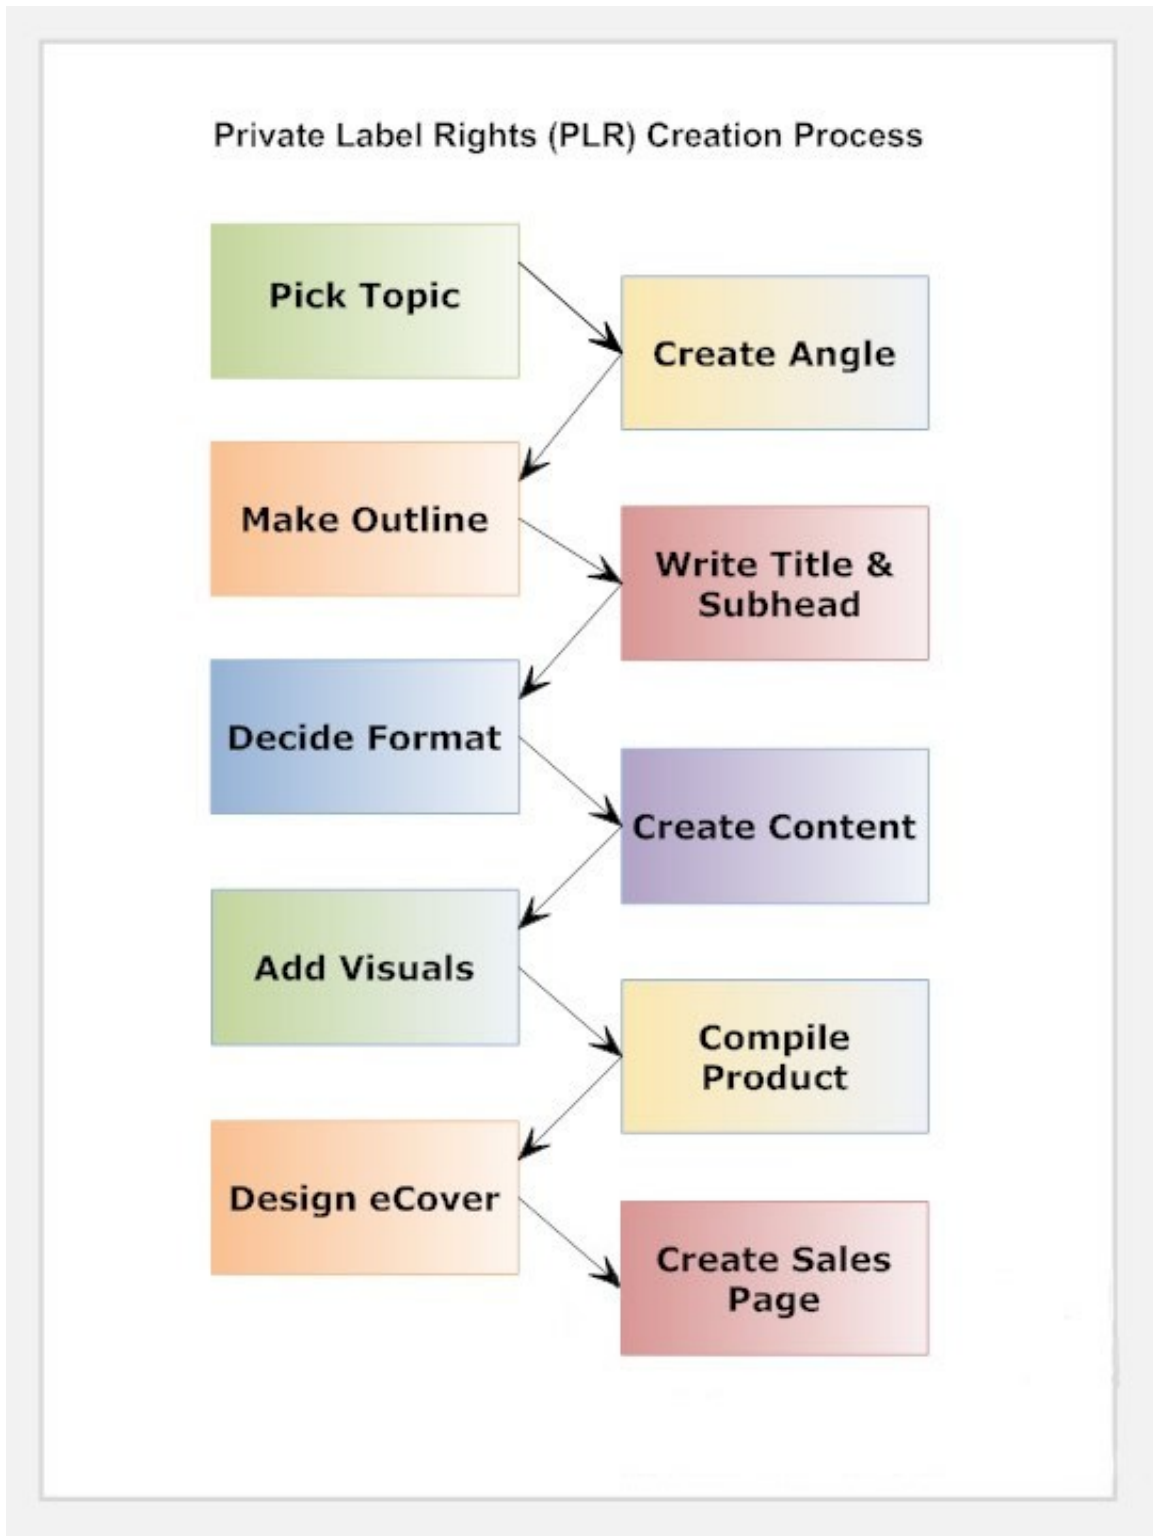 Private Label Rights (PLR) Creation Process
Pick Topic
Create Angle
Make Outline
Write Title &
Subhead
Decide Format
Create Content
Add Visuals
Compile
Product
Design eCover
Create Sales
Page